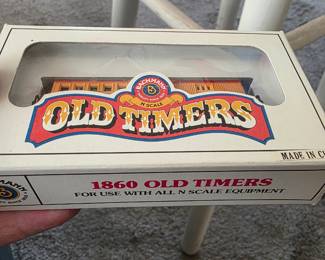 BACHMANN
B
N SCALE
OLD TIMERS
MADE IN
1860 OLD TIMERS
FOR USE WITH ALL N SCALE EQUIPMENT